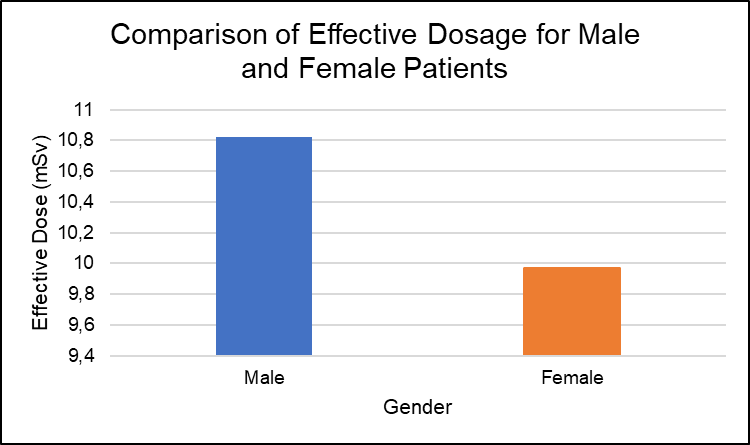 Comparison of Effective Dosage for Male
and Female Patients
Effective Dose (mSv)
11
10,8
10,6
10,4
10,2
10
9,8
9,6
9,4
Male
Female
Gender